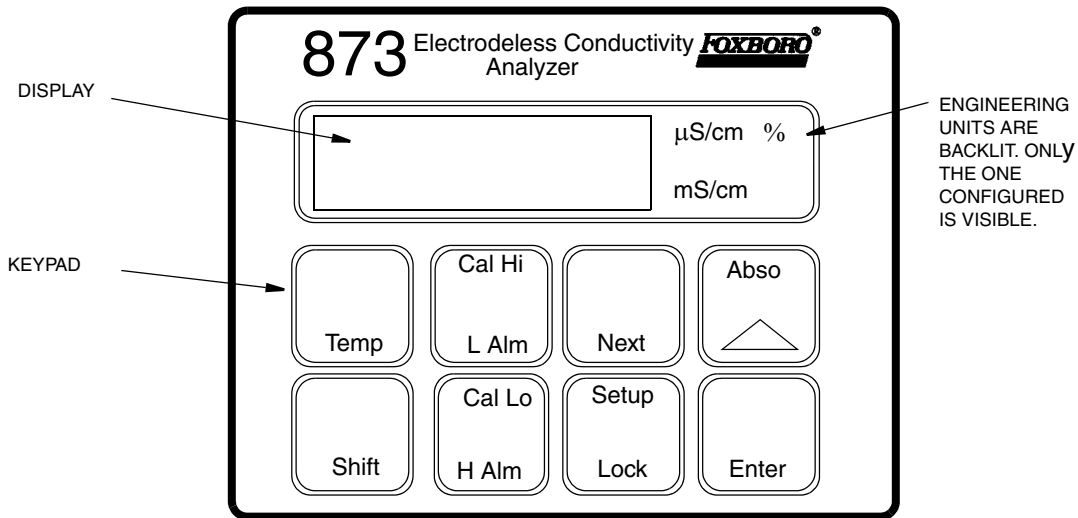 873 Electrodeless Conductivity
Analyzer
FOXBORO®
DISPLAY
μS/cm %
mS/cm
ENGINEERING
UNITS ARE
BACKLIT. ONLy
THE ONE
CONFIGURED
IS VISIBLE.
KEYPAD
Temp
Cal Hi
L Alm
Next
Abso
Shift
Cal Lo
H Alm
Setup
Lock
Enter